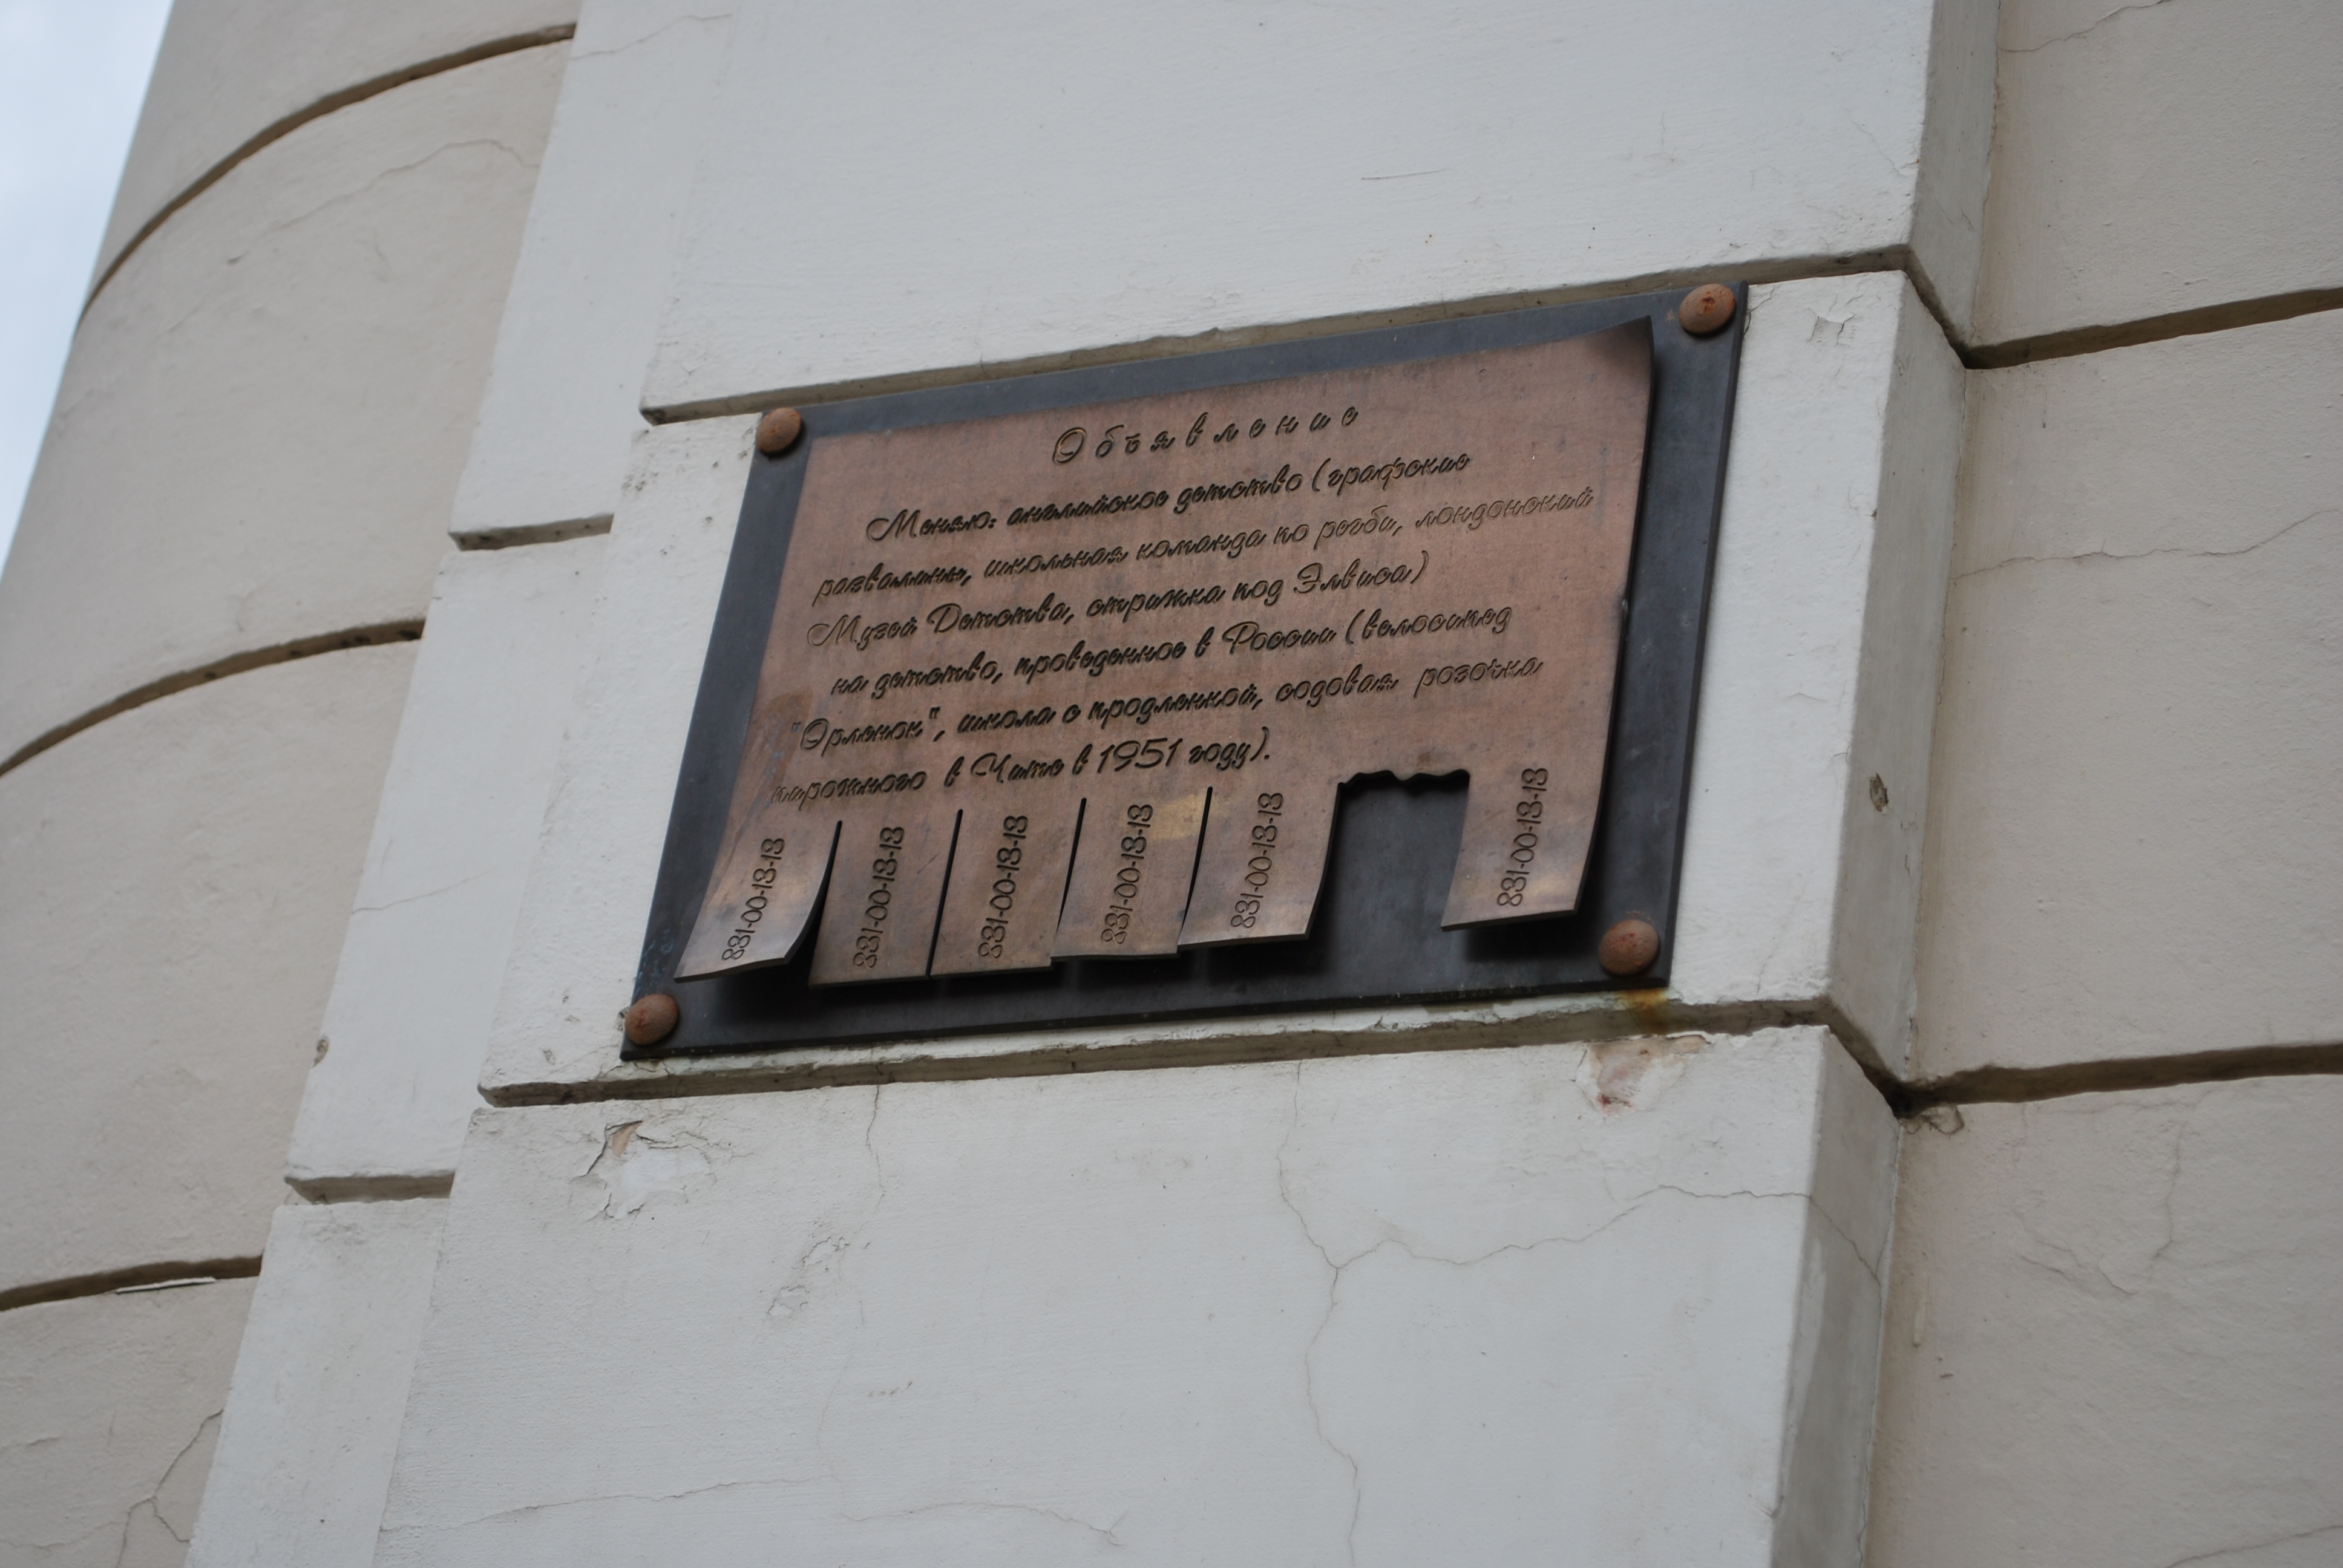 Объявление
Меняю: английское детство (графские
развалины, школьная команда по регби, лондонский
Музей Детства, стрижка под Элвиса)
на детство, проведенное в России (велосипед
"Орленок", школа с продленкой, содовая розочка
пирожного в Чите в 1951 году).
831-00-13-13
831-00-13-13
831-00-13-13
831-00-13-13
831-00-13-13
831-00-13-13